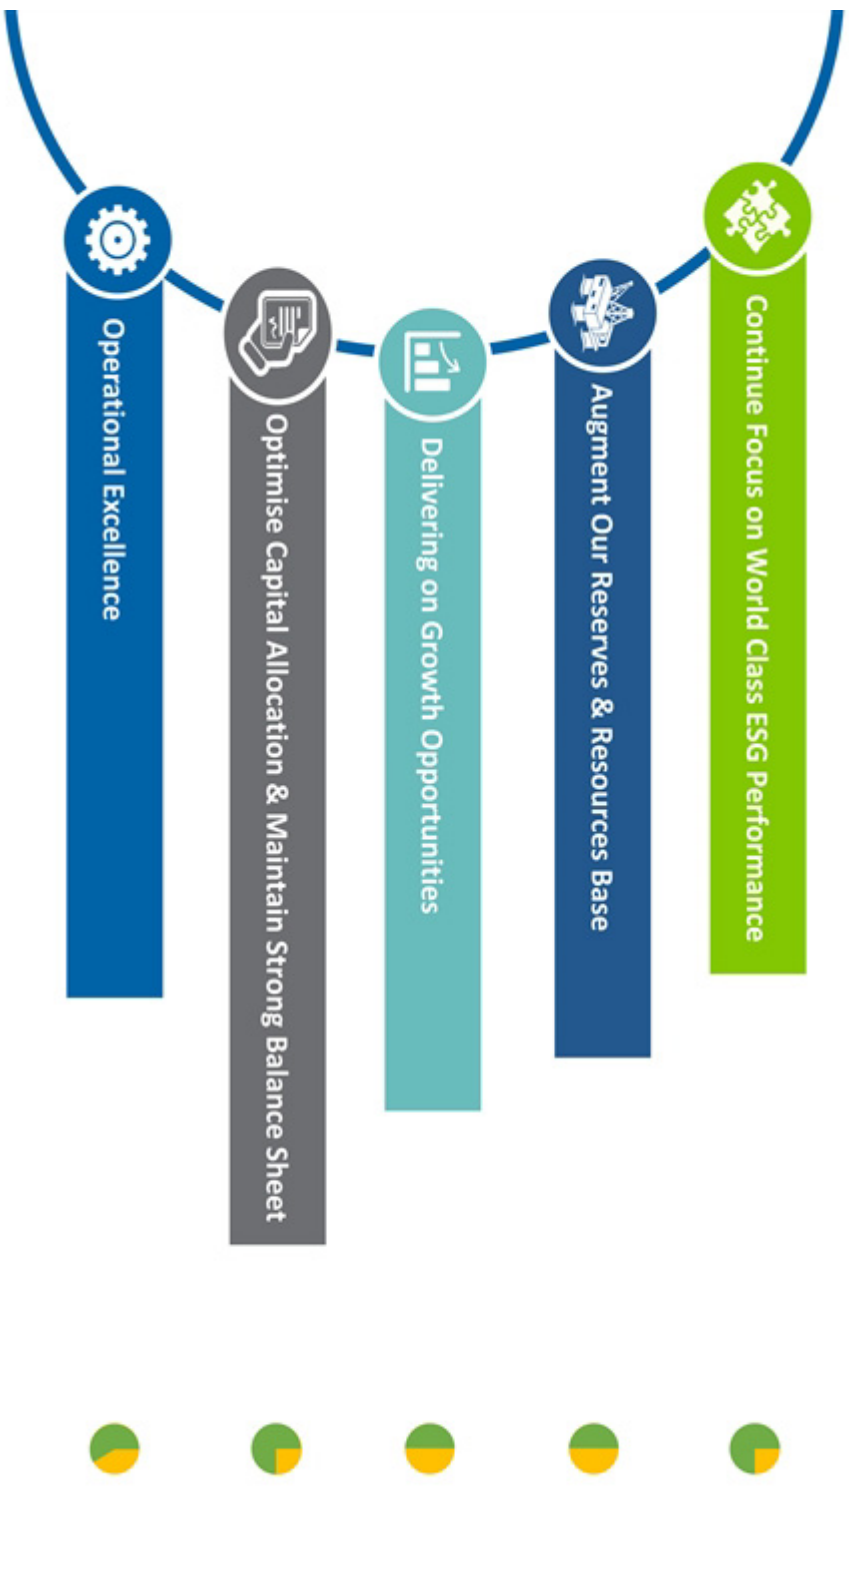 Continue Focus on World Class ESG Performance
Augment Our Reserves & Resources Base
Delivering on Growth Opportunities
Optimise Capital Allocation & Maintain Strong Balance Sheet
Operational Excellence